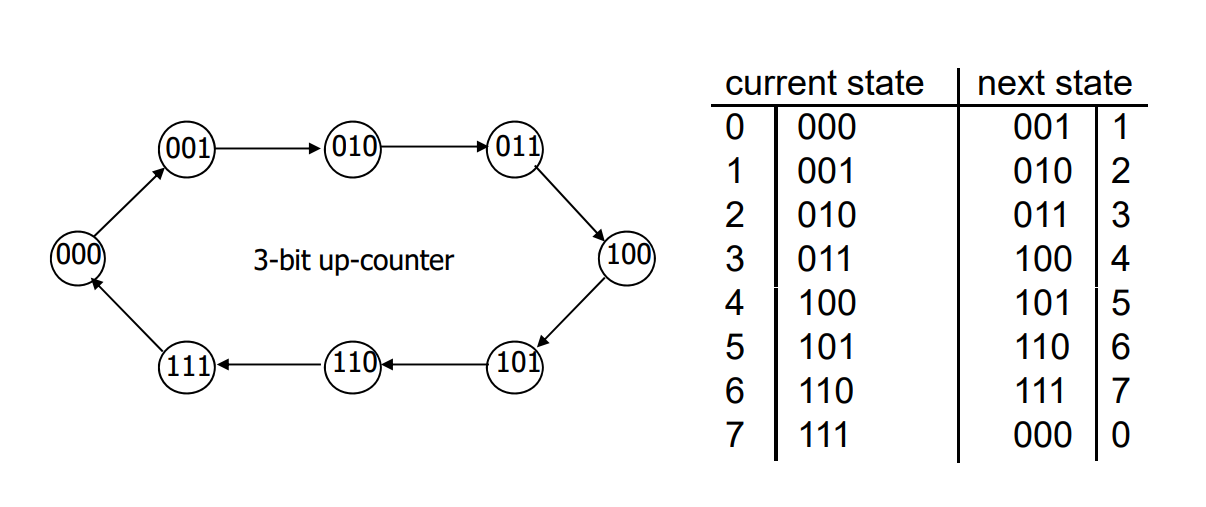 001 010 011
000 3-bit up-counter 100
111 110 101
current state next state
0 000 001 1
1 001 010 2
2 010 011 3
3 011 100 4
4 100 101 5
5 101 110 6
6 110 111 7
7 111 000 0